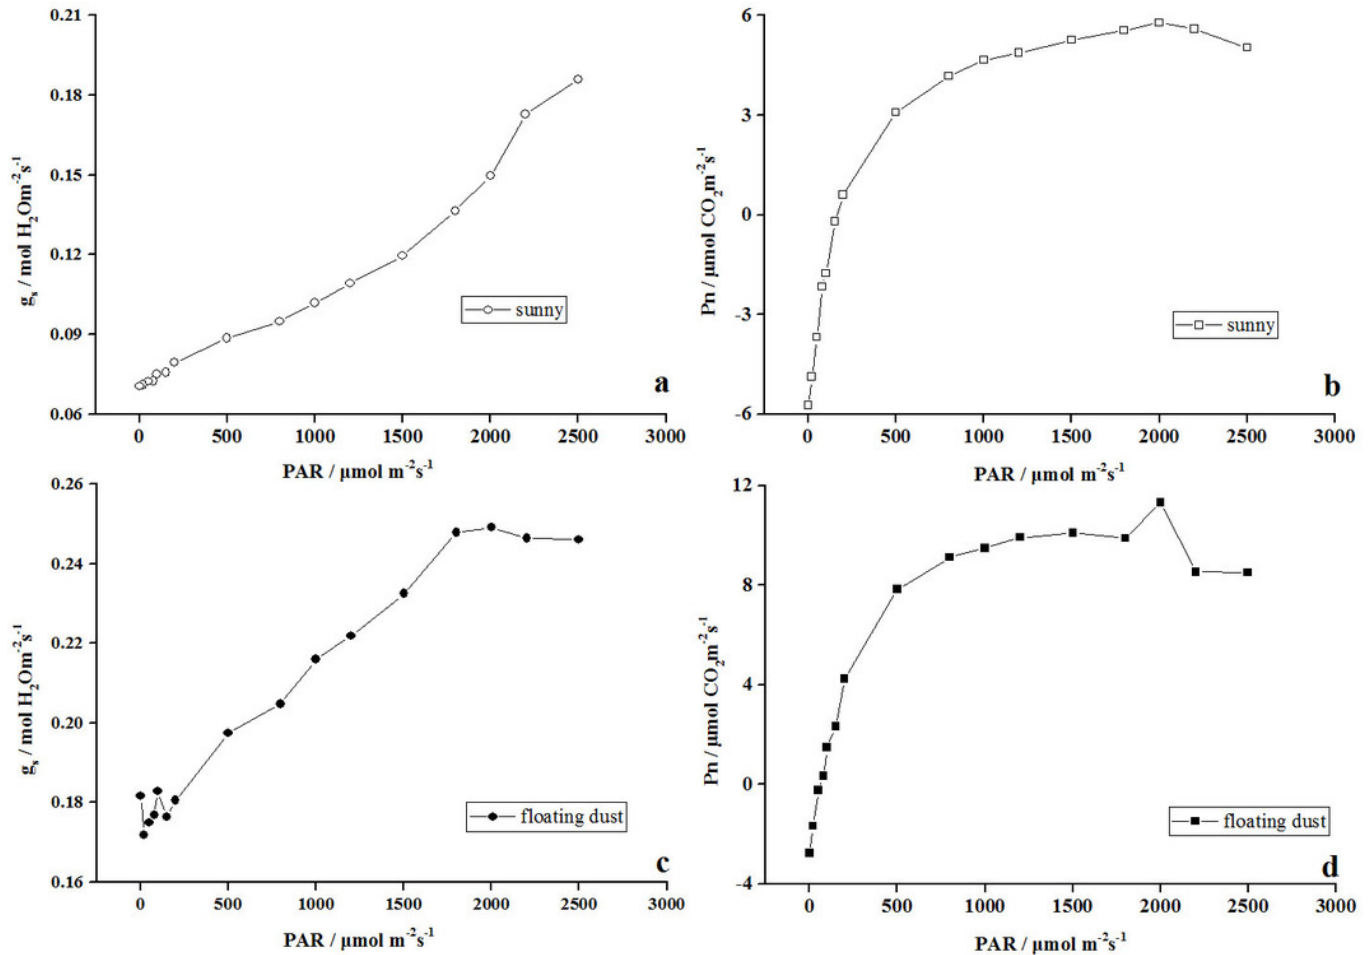 0.21
0.18
0.15
0.12
0.09
0.06
gₛ / mol H₂Om⁻²s⁻¹
sunny
a
0 500 1000 1500 2000 2500 3000
PAR / μmol m⁻²s⁻¹
6
3
0
-3
-6
Pn / μmol CO₂m⁻²s⁻¹
sunny
b
0 500 1000 1500 2000 2500 3000
PAR / μmol m⁻²s⁻¹
0.26
0.24
0.22
0.20
0.18
0.16
gₛ / mol H₂Om⁻²s⁻¹
floating dust
c
0 500 1000 1500 2000 2500 3000
PAR / μmol m⁻²s⁻¹
12
8
4
0
-4
Pn / μmol CO₂m⁻²s⁻¹
floating dust
d
0 500 1000 1500 2000 2500 3000
PAR / μmol m⁻²s⁻¹